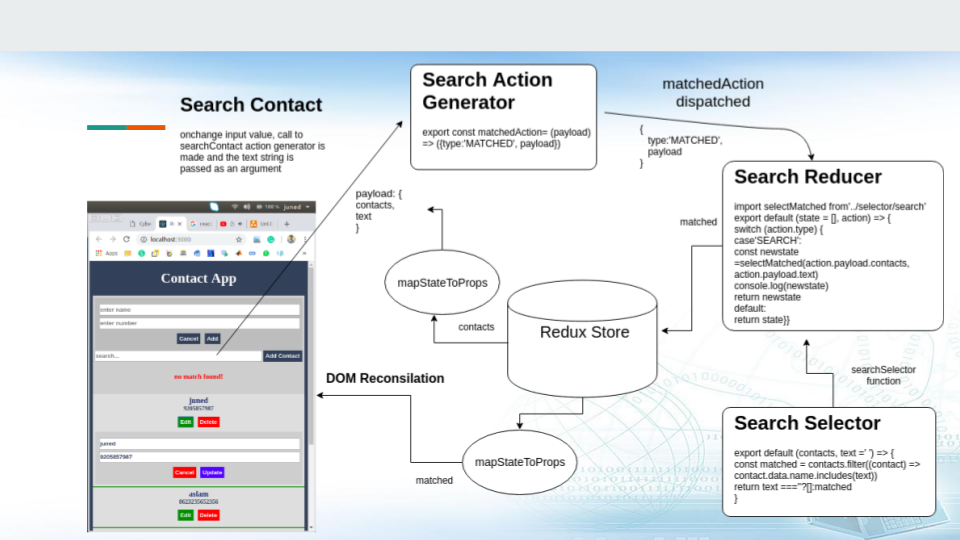 Search Contact
onchange input value, call to
searchContact action generator is
made and the text string is
passed as an argument
Search Action
Generator
export const matchedAction= (payload)
=> ({type:'MATCHED', payload})
matchedAction
dispatched
{
type:'MATCHED',
payload
}
Search Reducer
import selectMatched from'../selector/search'
export default (state = [], action) => {
switch (action.type) {
case'SEARCH':
const newstate
=selectMatched(action.payload.contacts,
action.payload.text)
console.log(newstate)
return newstate
default:
return state}}
matched
payload: {
contacts,
text
}
mapStateToProps
contacts
Redux Store
searchSelector
function
Search Selector
export default (contacts, text =' ') => {
const matched = contacts.filter((contact) =>
contact.data.name.includes(text))
return text ===''?[]:matched
}
mapStateToProps
matched
DOM Reconsilation
100%
juned
localhost:3000
Apps
Contact App
enter name
enter number
Cancel Add
search...
Add Contact
no match found!
juned
9205857987
Edit Delete
juned
9205857987
Cancel Update
aslam
8623235652356
Edit Delete